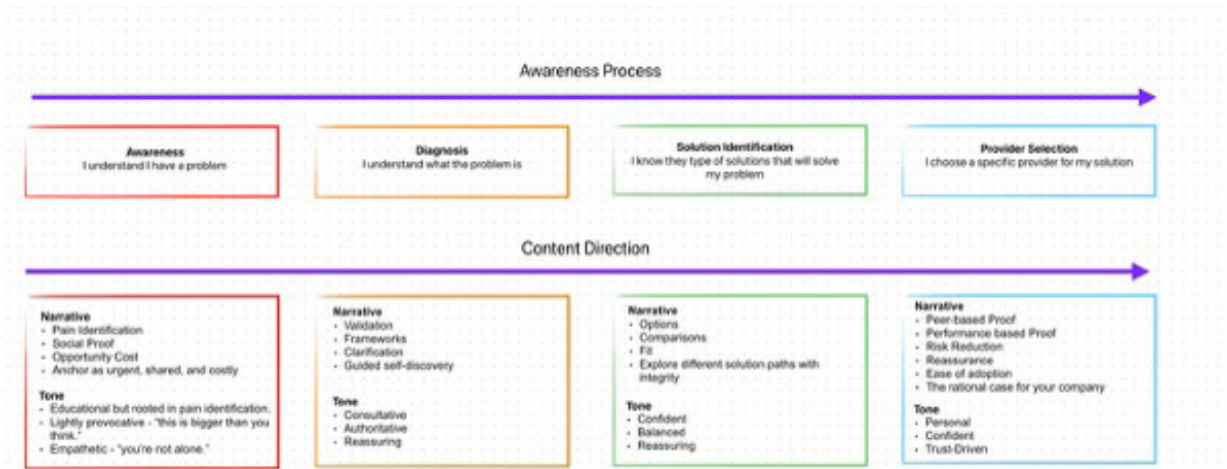 Awareness Process
Awareness
I understand I have a problem
Diagnosis
I understand what the problem is
Solution Identification
I know they type of solutions that will solve
my problem
Provider Selection
I choose a specific provider for my solution
Content Direction
Narrative
- Pain Identification
- Social Proof
- Opportunity Cost
- Anchor as urgent, shared, and costly
Tone
- Educational but rooted in pain identification.
- Lightly provocative - "this is bigger than you
think."
- Empathetic - "you're not alone."
Narrative
- Validation
- Frameworks
- Clarification
- Guided self-discovery
Tone
- Consultative
- Authoritative
- Reassuring
Narrative
- Options
- Comparisons
- Fit
- Explore different solution paths with
integrity
Tone
- Confident
- Balanced
- Reassuring
Narrative
- Peer-based Proof
- Performance based Proof
- Risk Reduction
- Reassurance
- Ease of adoption
- The rational case for your company
Tone
- Personal
- Confident
- Trust-Driven